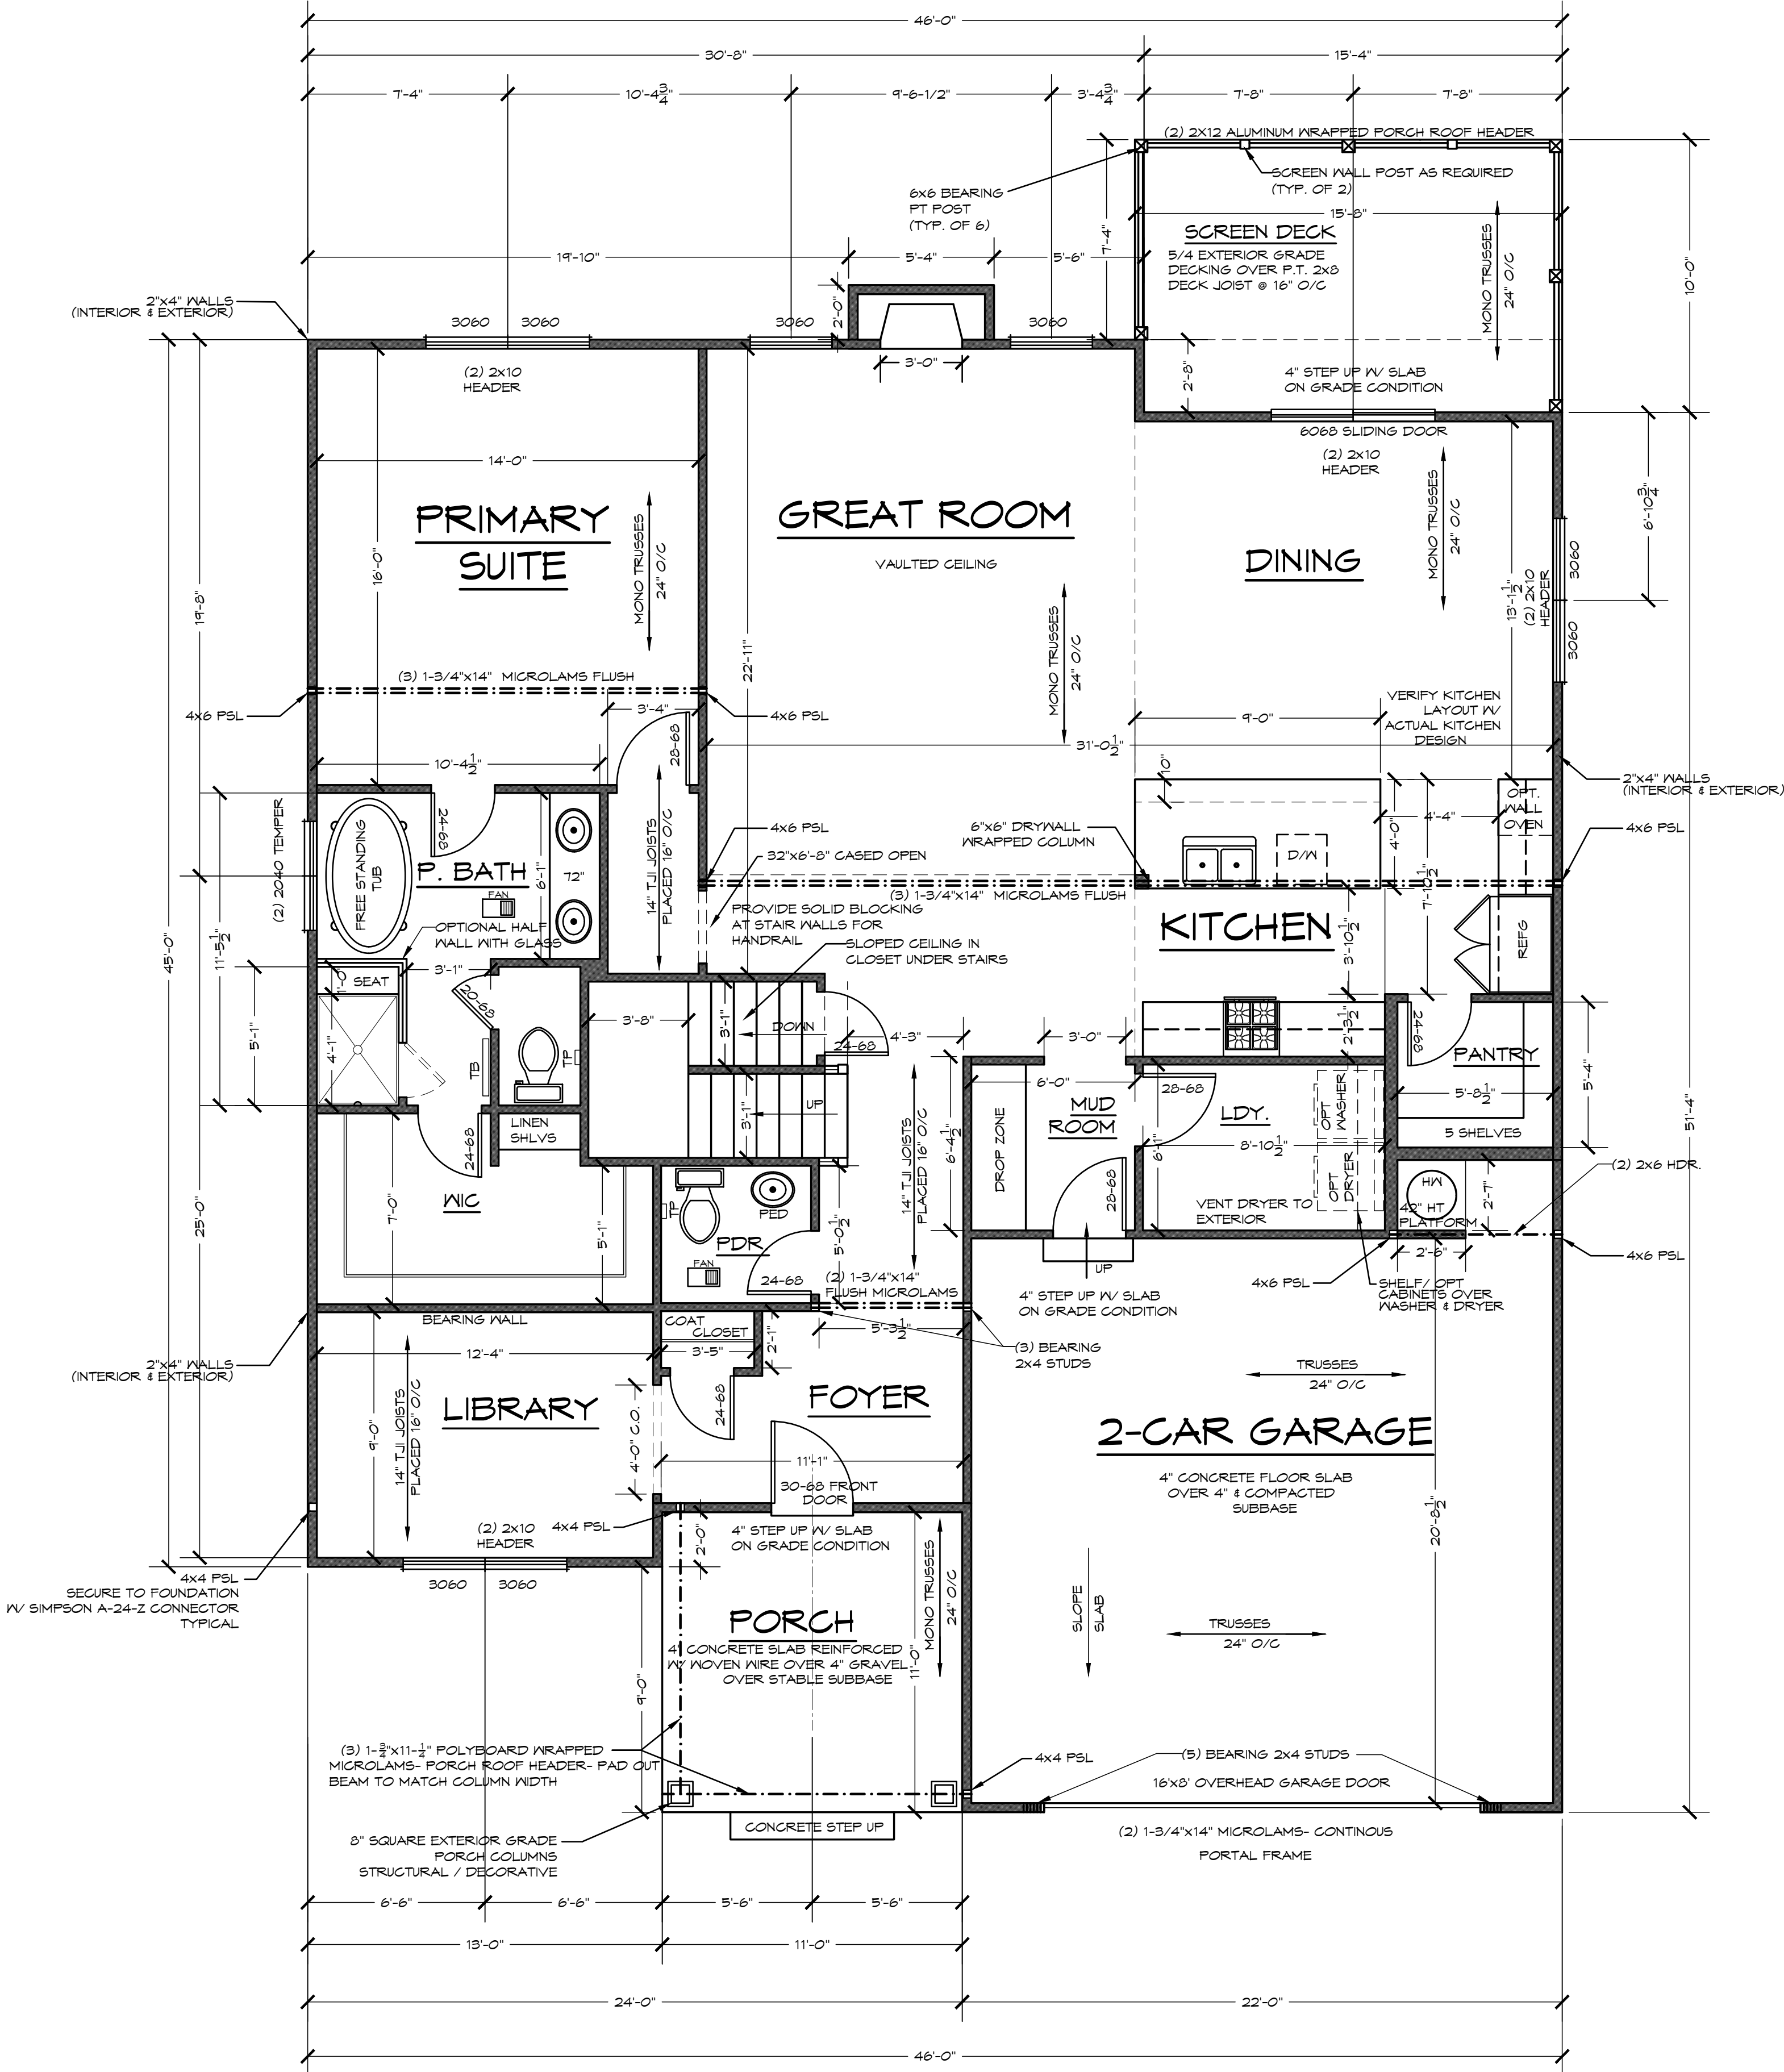 46'-0"
30'-8"
15'-4"
7'-4"
10'-4 3/4"
9'-6-1/2"
3'-4 3/4"
7'-8"
7'-8"
(2) 2X12 ALUMINUM WRAPPED PORCH ROOF HEADER
SCREEN WALL POST AS REQUIRED
(TYP. OF 2)
6x6 BEARING
PT POST
(TYP. OF 6)
15'-8"
7'-4"
SCREEN DECK
5/4 EXTERIOR GRADE
DECKING OVER P.T. 2x8
DECK JOIST @ 16" O/C
MONO TRUSSES
24" O/C
10'-0"
19'-10"
5'-4"
5'-6"
2"x4" WALLS
(INTERIOR & EXTERIOR)
3060
3060
3060
2'-0"
3060
3'-0"
2'-8"
(2) 2x10
HEADER
4" STEP UP W/ SLAB
ON GRADE CONDITION
6068 SLIDING DOOR
(2) 2x10
HEADER
14'-0"
PRIMARY
SUITE
16'-0"
MONO TRUSSES
24" O/C
GREAT ROOM
VAULTED CEILING
22'-11"
MONO TRUSSES
24" O/C
DINING
MONO TRUSSES
24" O/C
13'-1 1/2"
(2) 2x10
HEADER
3060
3060
6'-10 3/4"
19'-8"
45'-0"
(3) 1-3/4"x14" MICROLAMS FLUSH
4x6 PSL
4x6 PSL
3'-4"
28-68
10'-4 1/2"
9'-0"
VERIFY KITCHEN
LAYOUT W/
ACTUAL KITCHEN
DESIGN
31'-0 1/2"
10"
2"x4" WALLS
(INTERIOR & EXTERIOR)
OPT.
WALL
OVEN
4'-4"
4'-0"
7'-10 1/2"
4x6 PSL
(2) 2040 TEMPER
11'-5 1/2"
FREE STANDING
TUB
24-68
P. BATH
FAN
6'-1"
72"
14" TJI JOISTS
PLACED 16" O/C
4x6 PSL
32"x6'-8" CASED OPEN
6"x6" DRYWALL
WRAPPED COLUMN
D/W
(3) 1-3/4"x14" MICROLAMS FLUSH
PROVIDE SOLID BLOCKING
AT STAIR WALLS FOR
HANDRAIL
SLOPED CEILING IN
CLOSET UNDER STAIRS
KITCHEN
3'-10 1/2"
REFG
OPTIONAL HALF
WALL WITH GLASS
SEAT
1'-0"
3'-1"
20-68
5'-1"
4'-1"
TB
TP
3'-8"
3'-1"
DOWN
24-68
4'-3"
3'-0"
2'-3 1/2"
24-68
PANTRY
5'-8 1/2"
5 SHELVES
5'-4"
51'-4"
3'-1"
UP
14" TJI JOISTS
PLACED 16" O/C
6'-4 1/2"
6'-0"
MUD
ROOM
DROP ZONE
28-68
28-68
LDY.
8'-10 1/2"
6'-1"
OPT
WASHER
OPT
DRYER
VENT DRYER TO
EXTERIOR
LINEN
SHLVS
24-68
WIC
7'-0"
5'-1"
25'-0"
TP
PED
PDR
FAN
24-68
5'-0 1/2"
(2) 1-3/4"x14"
FLUSH MICROLAMS
5'-3 1/2"
UP
4" STEP UP W/ SLAB
ON GRADE CONDITION
HW
42" HT
PLATFORM
2'-7"
2'-6"
(2) 2x6 HDR.
4x6 PSL
4x6 PSL
SHELF/ OPT
CABINETS OVER
WASHER & DRYER
BEARING WALL
COAT
CLOSET
3'-5"
2'-1"
(3) BEARING
2x4 STUDS
2"x4" WALLS
(INTERIOR & EXTERIOR)
12'-4"
LIBRARY
9'-0"
14" TJI JOISTS
PLACED 16" O/C
4'-0" C.O.
24-68
FOYER
11'-1"
30-68 FRONT
DOOR
TRUSSES
24" O/C
2-CAR GARAGE
4" CONCRETE FLOOR SLAB
OVER 4" & COMPACTED
SUBBASE
20'-8 1/2"
(2) 2x10
HEADER
4x4 PSL
3060
3060
2'-0"
4" STEP UP W/ SLAB
ON GRADE CONDITION
MONO TRUSSES
24" O/C
4x4 PSL
SECURE TO FOUNDATION
W/ SIMPSON A-24-Z CONNECTOR
TYPICAL
PORCH
4" CONCRETE SLAB REINFORCED
W/ WOVEN WIRE OVER 4" GRAVEL
OVER STABLE SUBBASE
11'-0"
9'-0"
SLOPE
SLAB
TRUSSES
24" O/C
(3) 1-3/4"x11-1/4" POLYBOARD WRAPPED
MICROLAMS- PORCH ROOF HEADER- PAD OUT
BEAM TO MATCH COLUMN WIDTH
4x4 PSL
(5) BEARING 2x4 STUDS
16'x8' OVERHEAD GARAGE DOOR
CONCRETE STEP UP
8" SQUARE EXTERIOR GRADE
PORCH COLUMNS
STRUCTURAL / DECORATIVE
(2) 1-3/4"x14" MICROLAMS- CONTINOUS
PORTAL FRAME
6'-6"
6'-6"
5'-6"
5'-6"
13'-0"
11'-0"
24'-0"
22'-0"
46'-0"